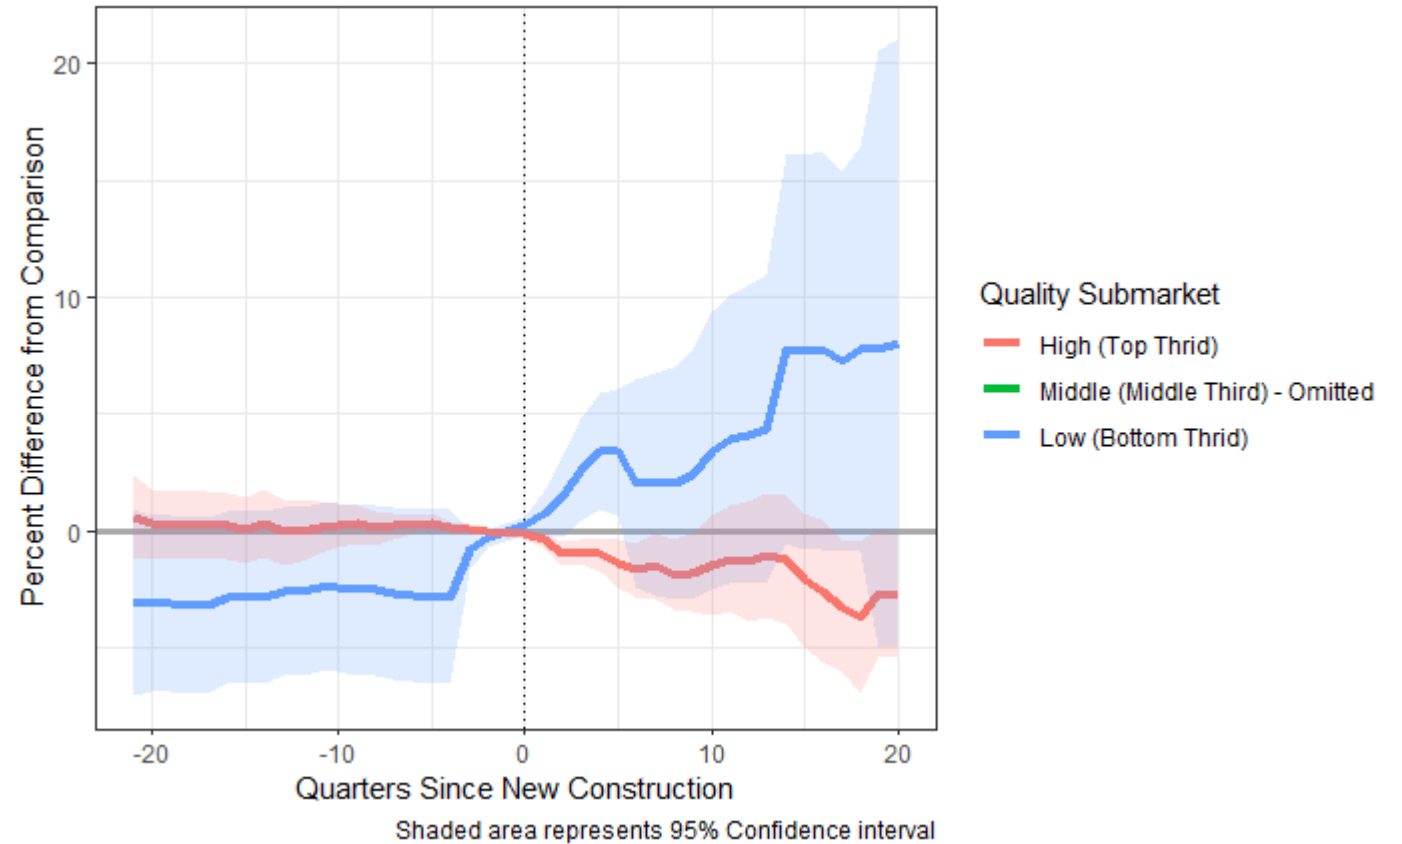 20
10
0
Percent Difference from Comparison
-20
-10
0
10
20
Quarters Since New Construction
Shaded area represents 95% Confidence interval
Quality Submarket
High (Top Thrid)
Middle (Middle Third) - Omitted
Low (Bottom Thrid)